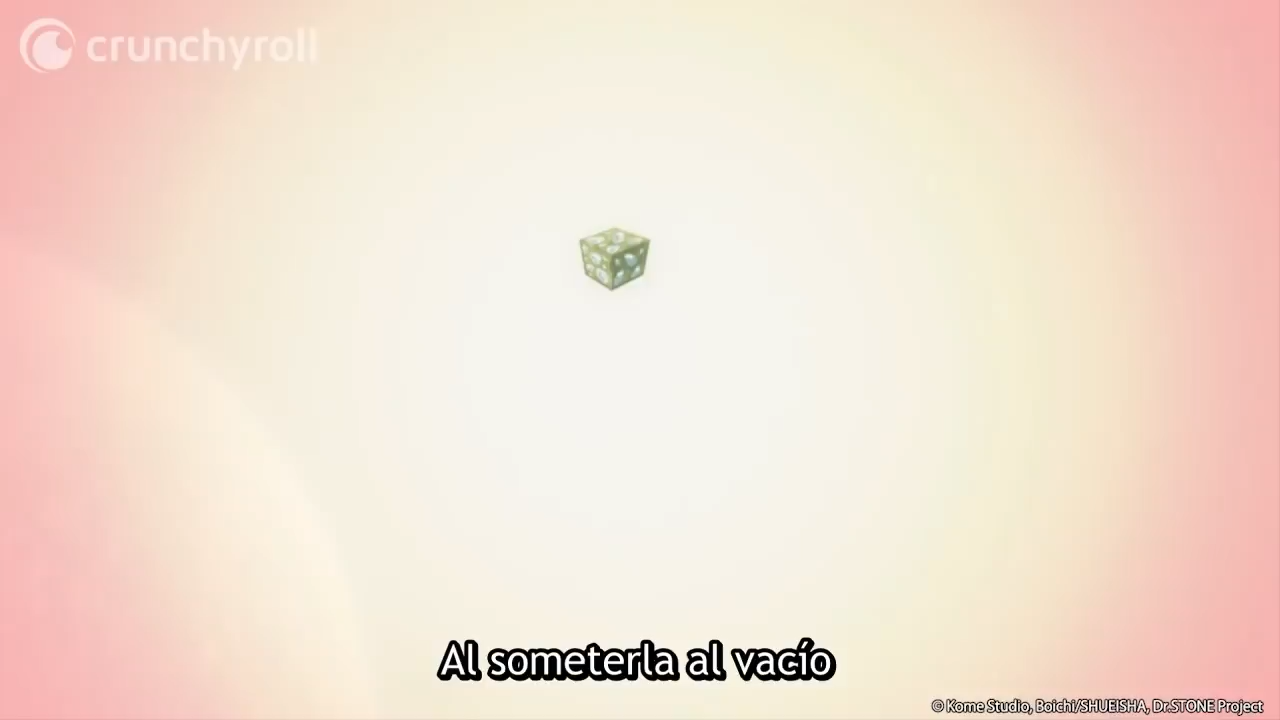 crunchyroll
Al someterla al vacío
© Kome Studio, Boichi/SHUEISHA, Dr.STONE Project